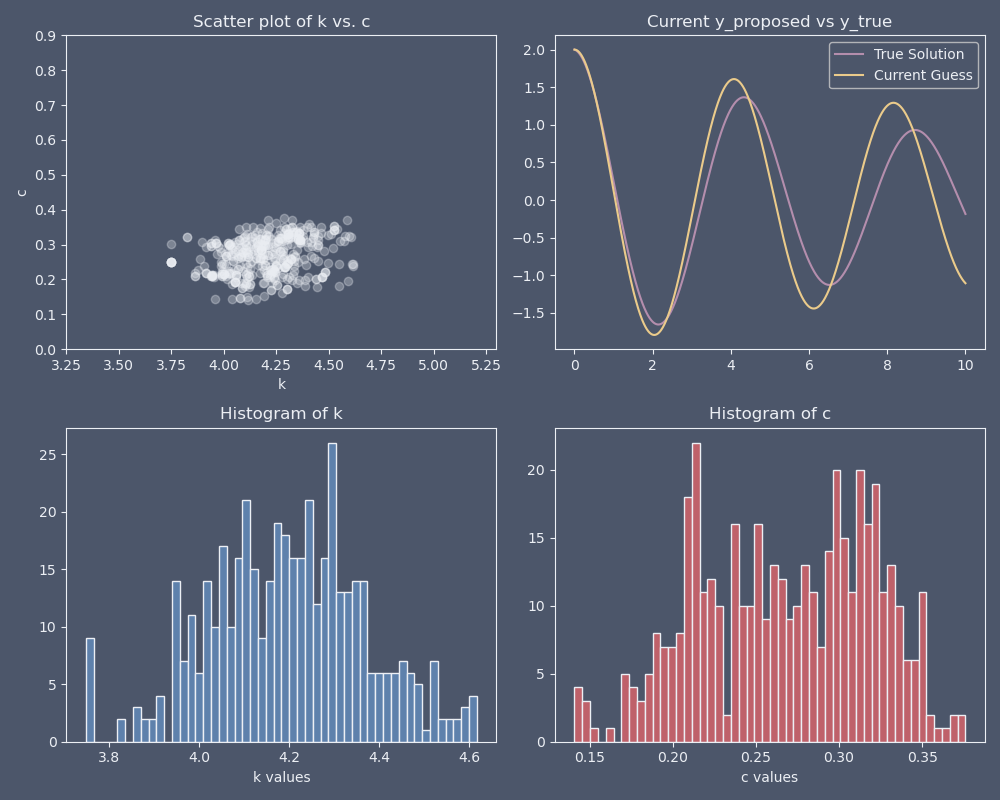 Scatter plot of k vs. c
0.9
0.8
0.7
0.6
0.5
0.4
0.3
0.2
0.1
0.0
c
3.25 3.50 3.75 4.00 4.25 4.50 4.75 5.00 5.25
k
Current y_proposed vs y_true
True Solution
Current Guess
2.0
1.5
1.0
0.5
0.0
−0.5
−1.0
−1.5
0 2 4 6 8 10
Histogram of k
25
20
15
10
5
0
3.8 4.0 4.2 4.4 4.6
k values
Histogram of c
20
15
10
5
0
0.15 0.20 0.25 0.30 0.35
c values